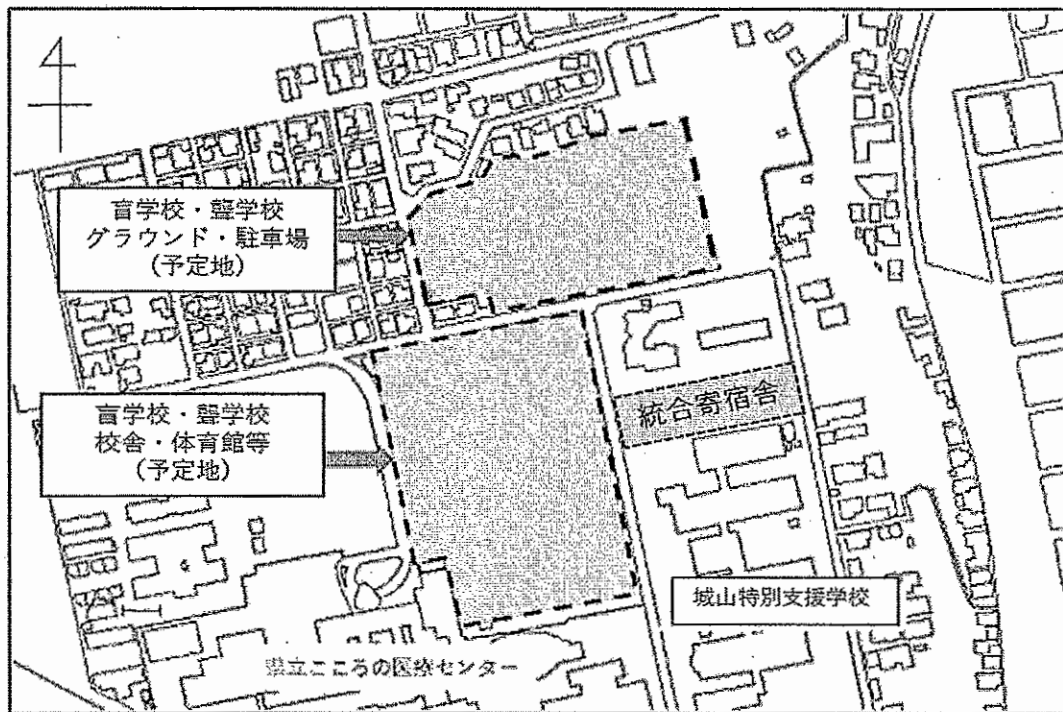 盲学校・聾学校
グラウンド・駐車場
(予定地)
盲学校・聾学校
校舎・体育館等
(予定地)
統合寄宿舎
城山特別支援学校
県立こころの医療センター